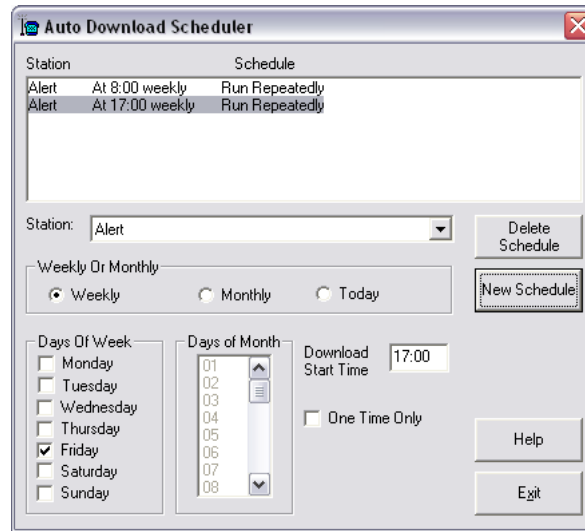 Auto Download Scheduler
Station Schedule
Alert At 8:00 weekly Run Repeatedly
Alert At 17:00 weekly Run Repeatedly
Station: Alert
Delete Schedule
Weekly Or Monthly
Weekly Monthly Today
New Schedule
Days Of Week
Monday
Tuesday
Wednesday
Thursday
Friday
Saturday
Sunday
Days of Month
01
02
03
04
05
06
07
08
Download Start Time 17:00
One Time Only
Help
Exit